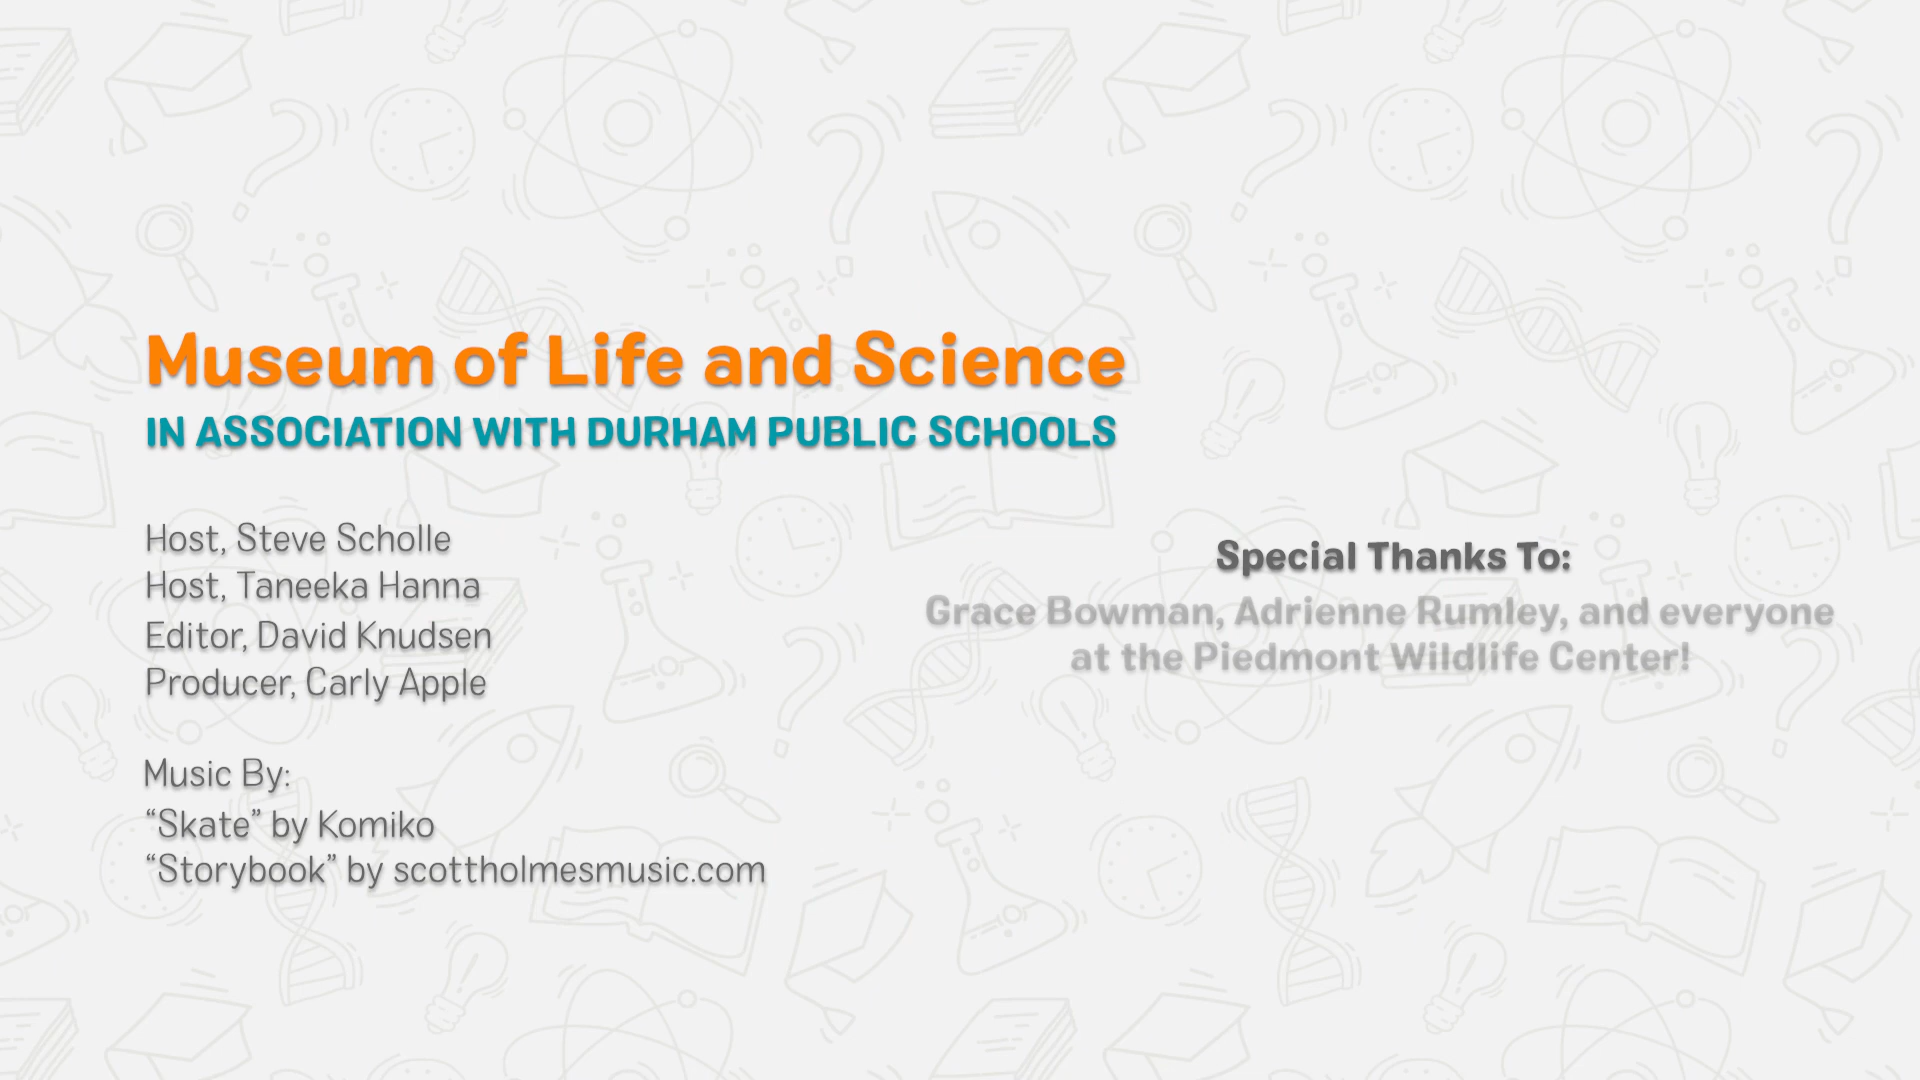 Museum of Life and Science
IN ASSOCIATION WITH DURHAM PUBLIC SCHOOLS
Host, Steve Scholle
Host, Taneeka Hanna
Editor, David Knudsen
Producer, Carly Apple
Music By:
“Skate” by Komiko
“Storybook” by scottholmesmusic.com
Special Thanks To:
Grace Bowman, Adrienne Rumley, and everyone
at the Piedmont Wildlife Center!